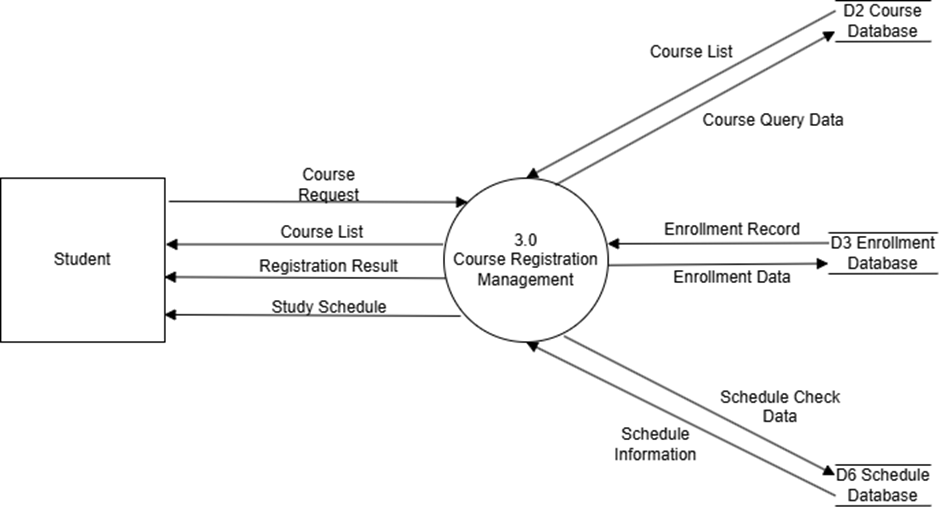 D2 Course
Database
Course List
Course Query Data
Course
Request
Course List
Registration Result
Study Schedule
Student
3.0
Course Registration
Management
Enrollment Record
Enrollment Data
D3 Enrollment
Database
Schedule Check
Data
Schedule
Information
D6 Schedule
Database